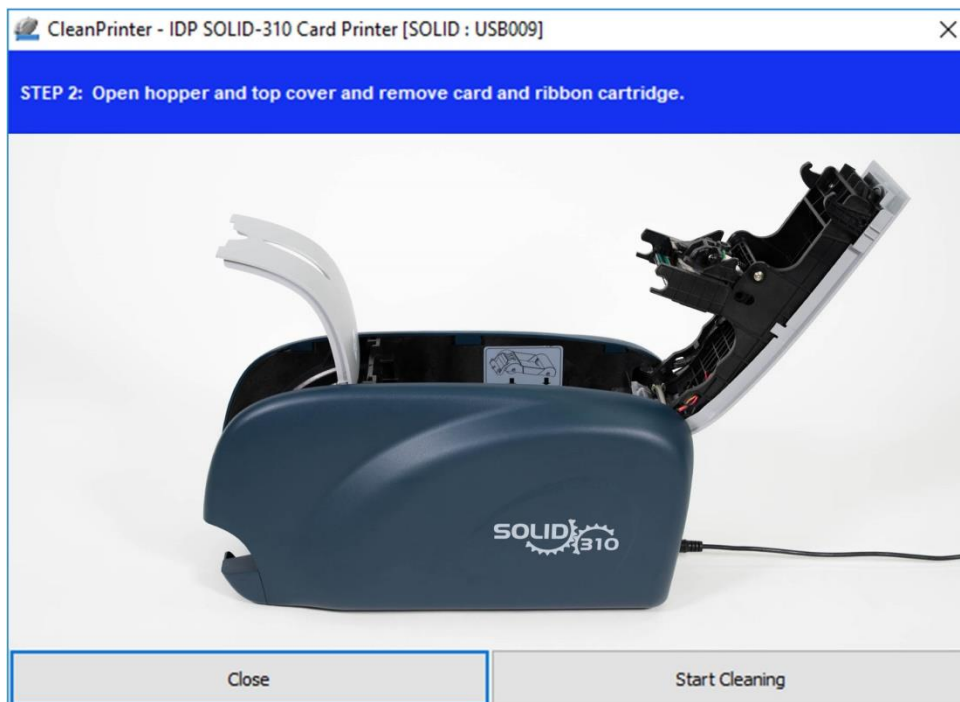 CleanPrinter - IDP SOLID-310 Card Printer [SOLID : USB009]
STEP 2:  Open hopper and top cover and remove card and ribbon cartridge.
SOLID
310
Close
Start Cleaning